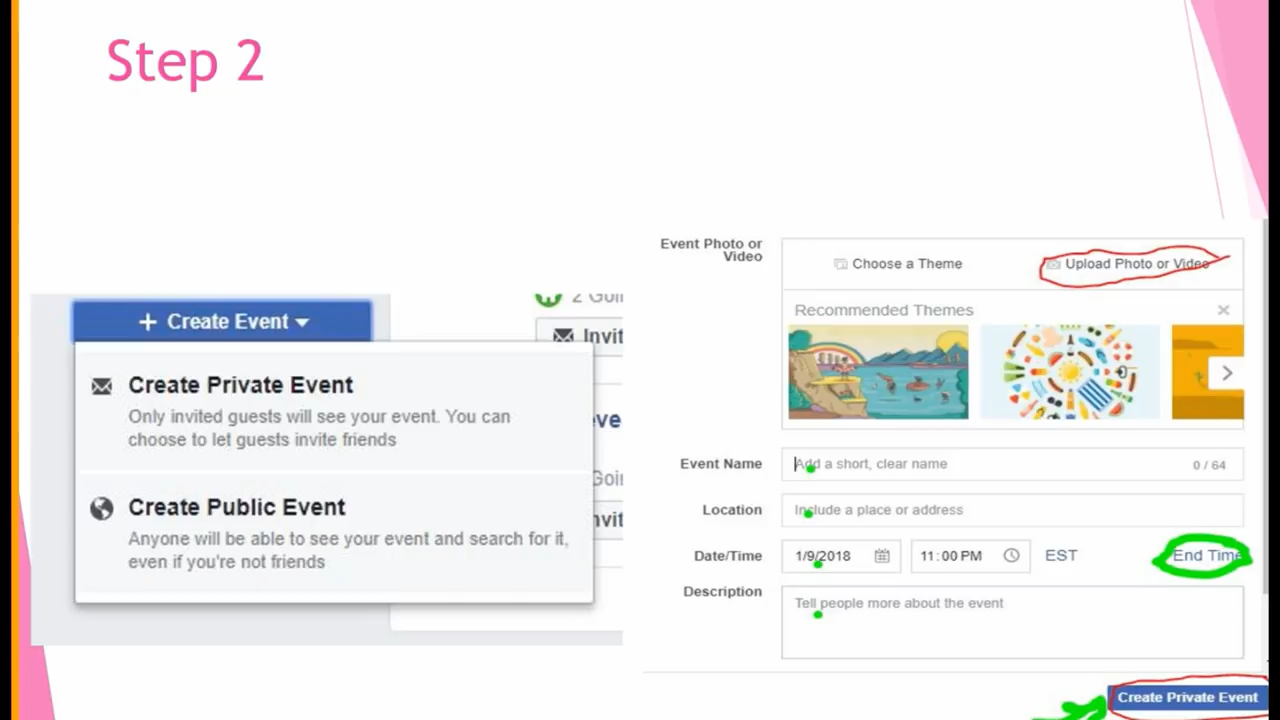 Step 2
+ Create Event
Create Private Event
Only invited guests will see your event. You can
choose to let guests invite friends
Create Public Event
Anyone will be able to see your event and search for it,
even if you're not friends
2
Event Photo or
Video
Choose a Theme
Upload Photo or Video
Recommended Themes
Event Name
Add a short, clear name
0 / 64
Location
Include a place or address
Date/Time
1/9/2018
11:00 PM
EST
End Time
Description
Tell people more about the event
Create Private Event